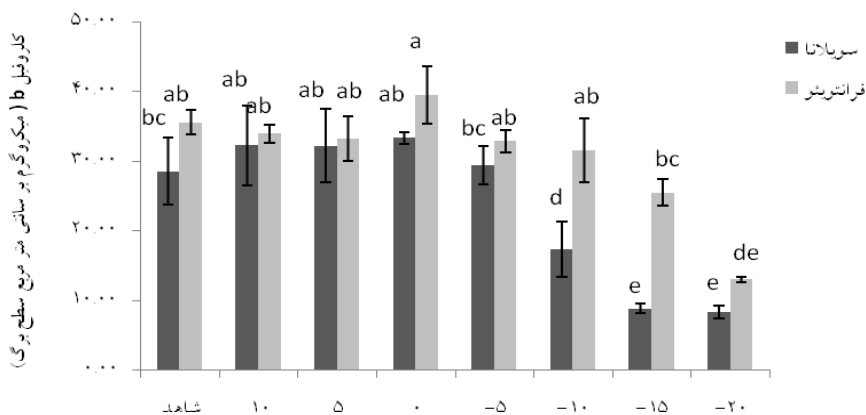 کلروفیل b ( میکروگرم بر سانتی متر مربع سطح برگ)
۵۰.۰۰
۴۰.۰۰
۳۰.۰۰
۲۰.۰۰
۱۰.۰۰
۰.۰۰
bc ab ab ab ab ab ab a bc ab d ab e bc e de
شاهد ۱۰ ۵ ۰ -۵ -۱۰ -۱۵ -۲۰
سویلانا
فرانتویئو